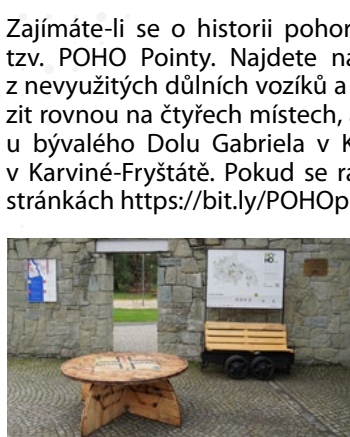 Zajímáte-li se o historii pohor
tzv. POHO Pointy. Najdete na
z nevyužitých důlních vozíků a
zit rovnou na čtyřech místech,
u bývalého Dolu Gabriela v K
v Karviné-Fryštátě. Pokud se ra
stránkách https://bit.ly/POHOp